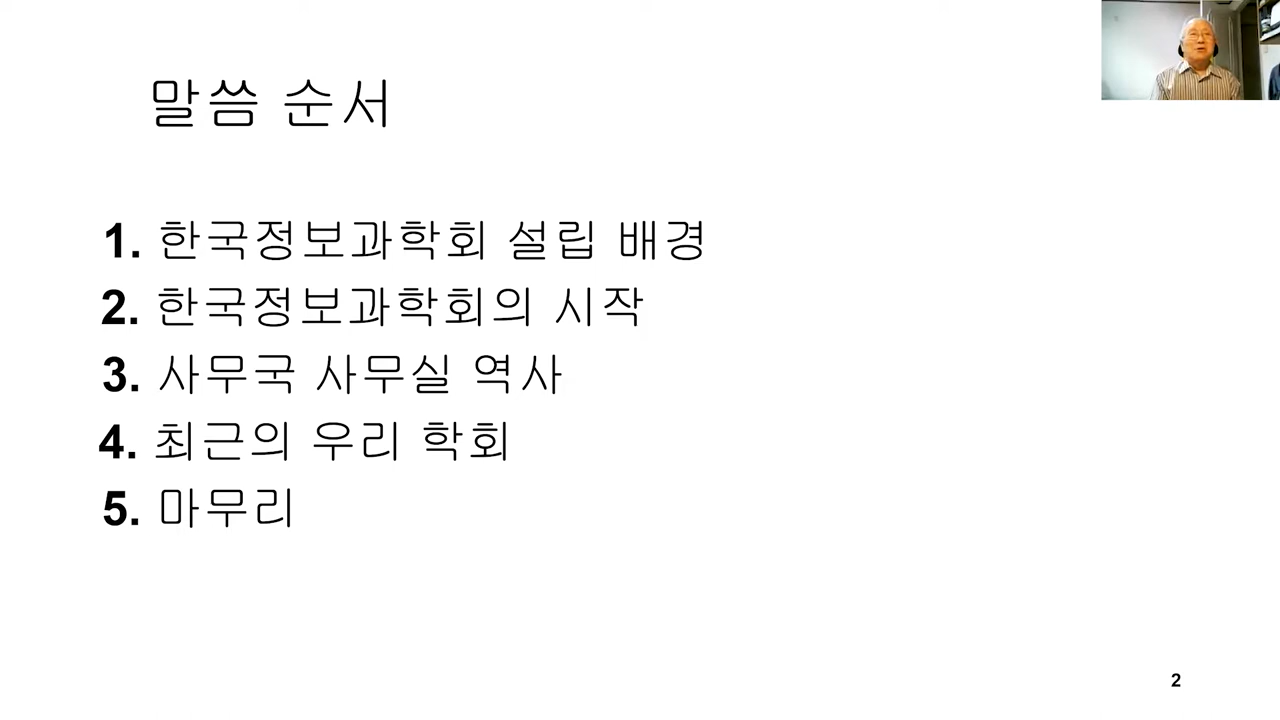 말씀 순서
1. 한국정보과학회 설립 배경
2. 한국정보과학회의 시작
3. 사무국 사무실 역사
4. 최근의 우리 학회
5. 마무리
2